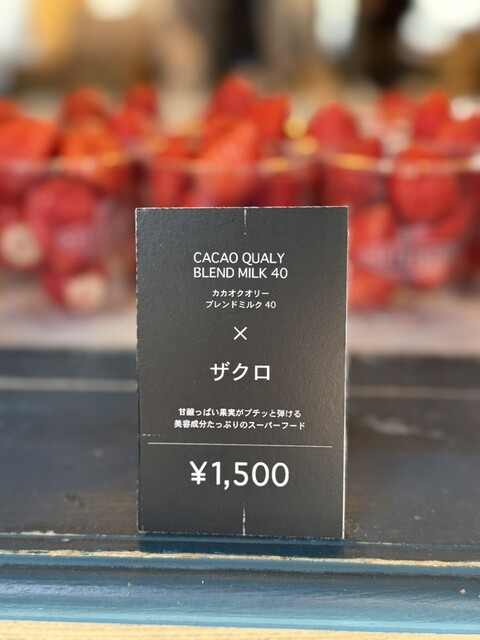 CACAO QUALY
BLEND MILK 40
カカオクオリー
ブレンドミルク 40
×
ザクロ
甘酸っぱい果実がプチッと弾ける
美容成分たっぷりのスーパーフード
¥1,500